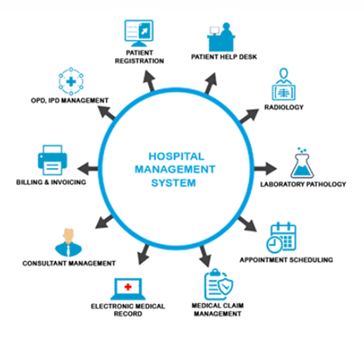 PATIENT
REGISTRATION
PATIENT HELP DESK
OPD, IPD MANAGEMENT
RADIOLOGY
HOSPITAL
MANAGEMENT
SYSTEM
BILLING & INVOICING
LABORATORY PATHOLOGY
CONSULTANT MANAGEMENT
APPOINTMENT SCHEDULING
ELECTRONIC MEDICAL
RECORD
MEDICAL CLAIM
MANAGEMENT